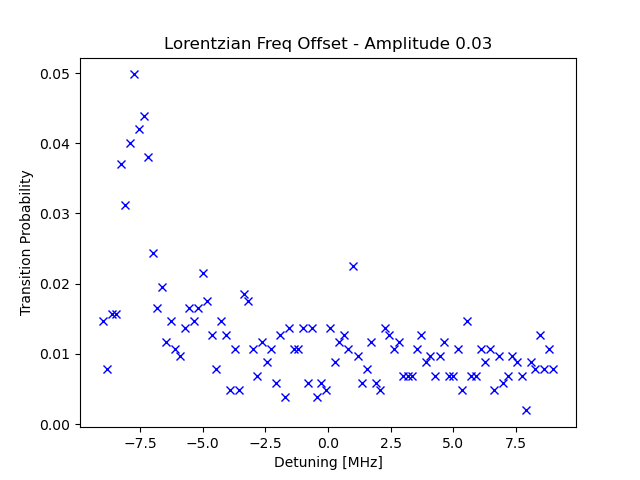 Lorentzian Freq Offset - Amplitude 0.03
0.05
0.04
0.03
0.02
0.01
0.00
Transition Probability
−7.5 −5.0 −2.5 0.0 2.5 5.0 7.5
Detuning [MHz]